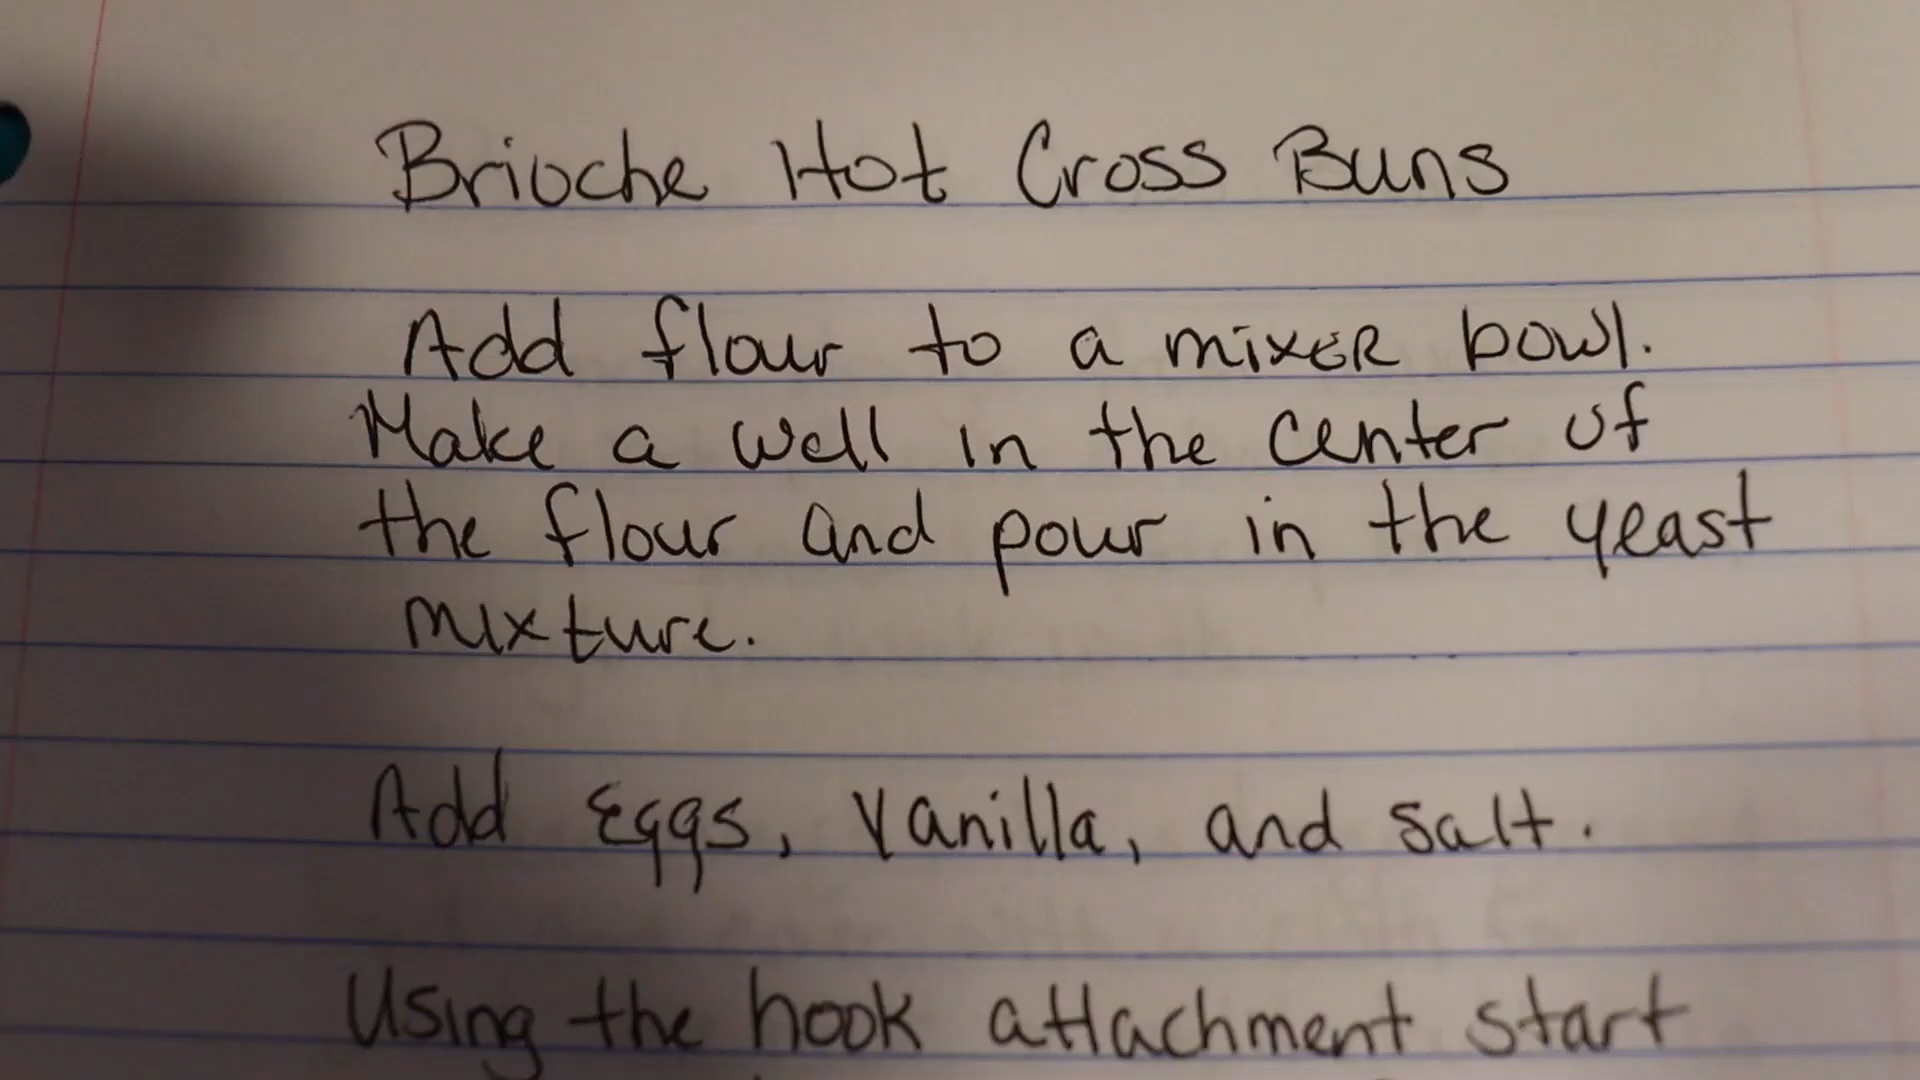 Brioche Hot Cross Buns
Add flour to a mixER bowl.
Make a well in the center of
the flour and pour in the yeast
mixture.
Add Eggs, Vanilla, and salt.
Using the hook attachment start